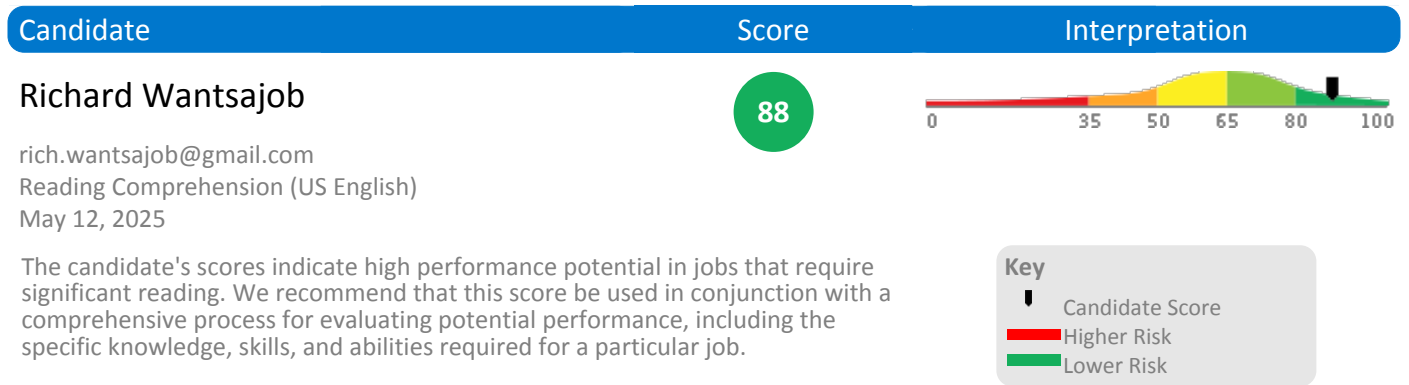 Candidate Score Interpretation
Richard Wantsajob
88
0 35 50 65 80 100
rich.wantsajob@gmail.com
Reading Comprehension (US English)
May 12, 2025
The candidate's scores indicate high performance potential in jobs that require
significant reading. We recommend that this score be used in conjunction with a
comprehensive process for evaluating potential performance, including the
specific knowledge, skills, and abilities required for a particular job.
Key
Candidate Score
Higher Risk
Lower Risk